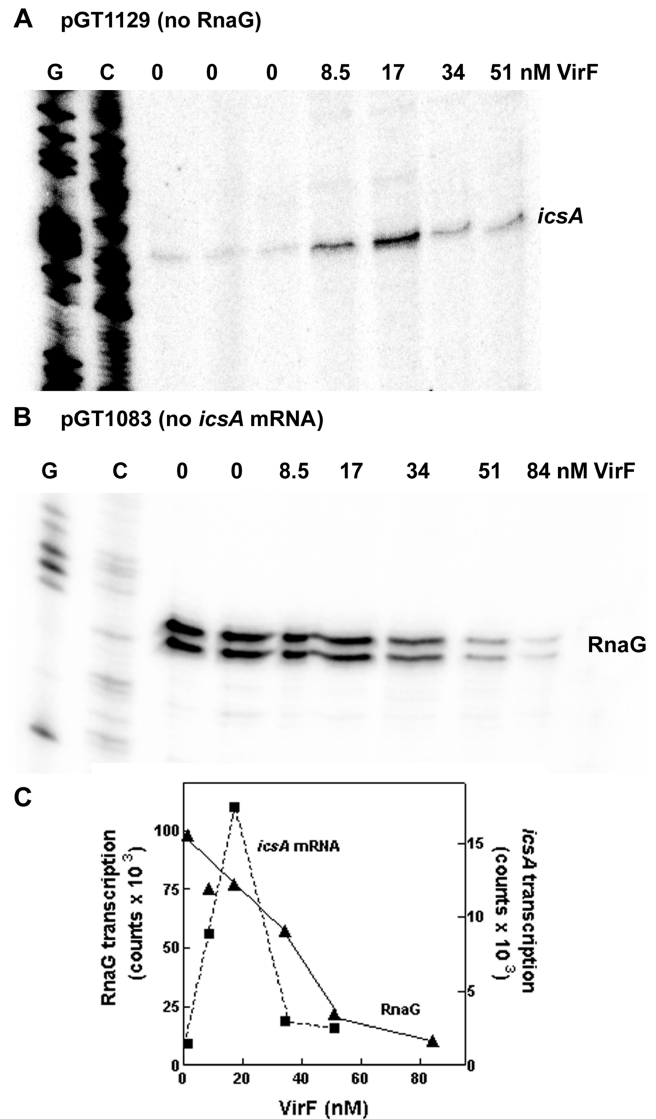 A pGT1129 (no RnaG)
G C 0 0 0 8.5 17 34 51 nM VirF
icsA
B pGT1083 (no icsA mRNA)
G C 0 0 8.5 17 34 51 84 nM VirF
RnaG
C
RnaG transcription
(counts x 10 3)
100
75
50
25
0
icsA mRNA
RnaG
15
10
5
0
icsA transcription
(counts x 10 3)
0 20 40 60 80
VirF (nM)